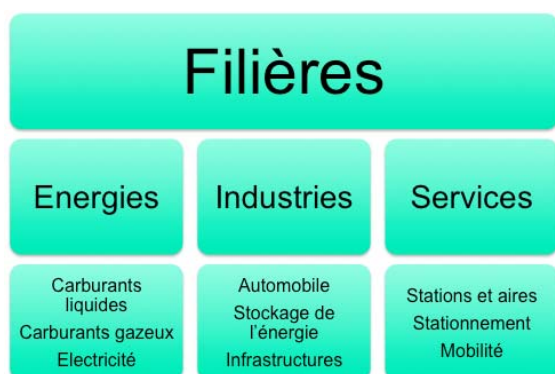 Filières
Energies
Industries
Services
Carburants
liquides
Carburants gazeux
Electricité
Automobile
Stockage de
l'énergie
Infrastructures
Stations et aires
Stationnement
Mobilité